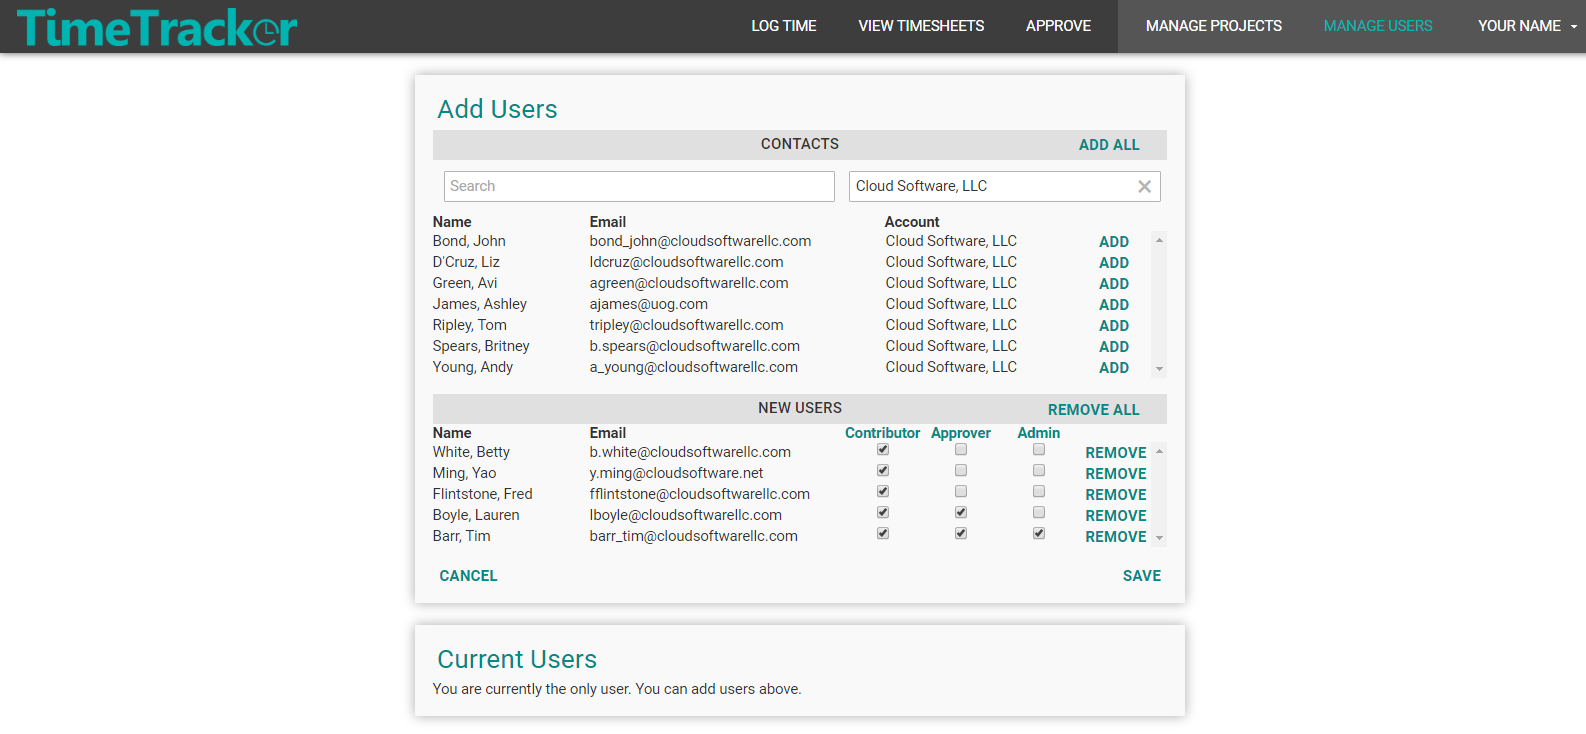 TimeTracker LOG TIME VIEW TIMESHEETS APPROVE MANAGE PROJECTS MANAGE USERS YOUR NAME
Add Users
CONTACTS ADD ALL
Search Cloud Software, LLC
Name Email Account
Bond, John bond_john@cloudsoftwarellc.com Cloud Software, LLC ADD
D'Cruz, Liz ldcruz@cloudsoftwarellc.com Cloud Software, LLC ADD
Green, Avi agreen@cloudsoftwarellc.com Cloud Software, LLC ADD
James, Ashley ajames@uog.com Cloud Software, LLC ADD
Ripley, Tom tripley@cloudsoftwarellc.com Cloud Software, LLC ADD
Spears, Britney b.spears@cloudsoftwarellc.com Cloud Software, LLC ADD
Young, Andy a_young@cloudsoftwarellc.com Cloud Software, LLC ADD
NEW USERS REMOVE ALL
Name Email Contributor Approver Admin
White, Betty b.white@cloudsoftwarellc.com REMOVE
Ming, Yao y.ming@cloudsoftware.net REMOVE
Flintstone, Fred fflintstone@cloudsoftwarellc.com REMOVE
Boyle, Lauren lboyle@cloudsoftwarellc.com REMOVE
Barr, Tim barr_tim@cloudsoftwarellc.com REMOVE
CANCEL SAVE
Current Users
You are currently the only user. You can add users above.